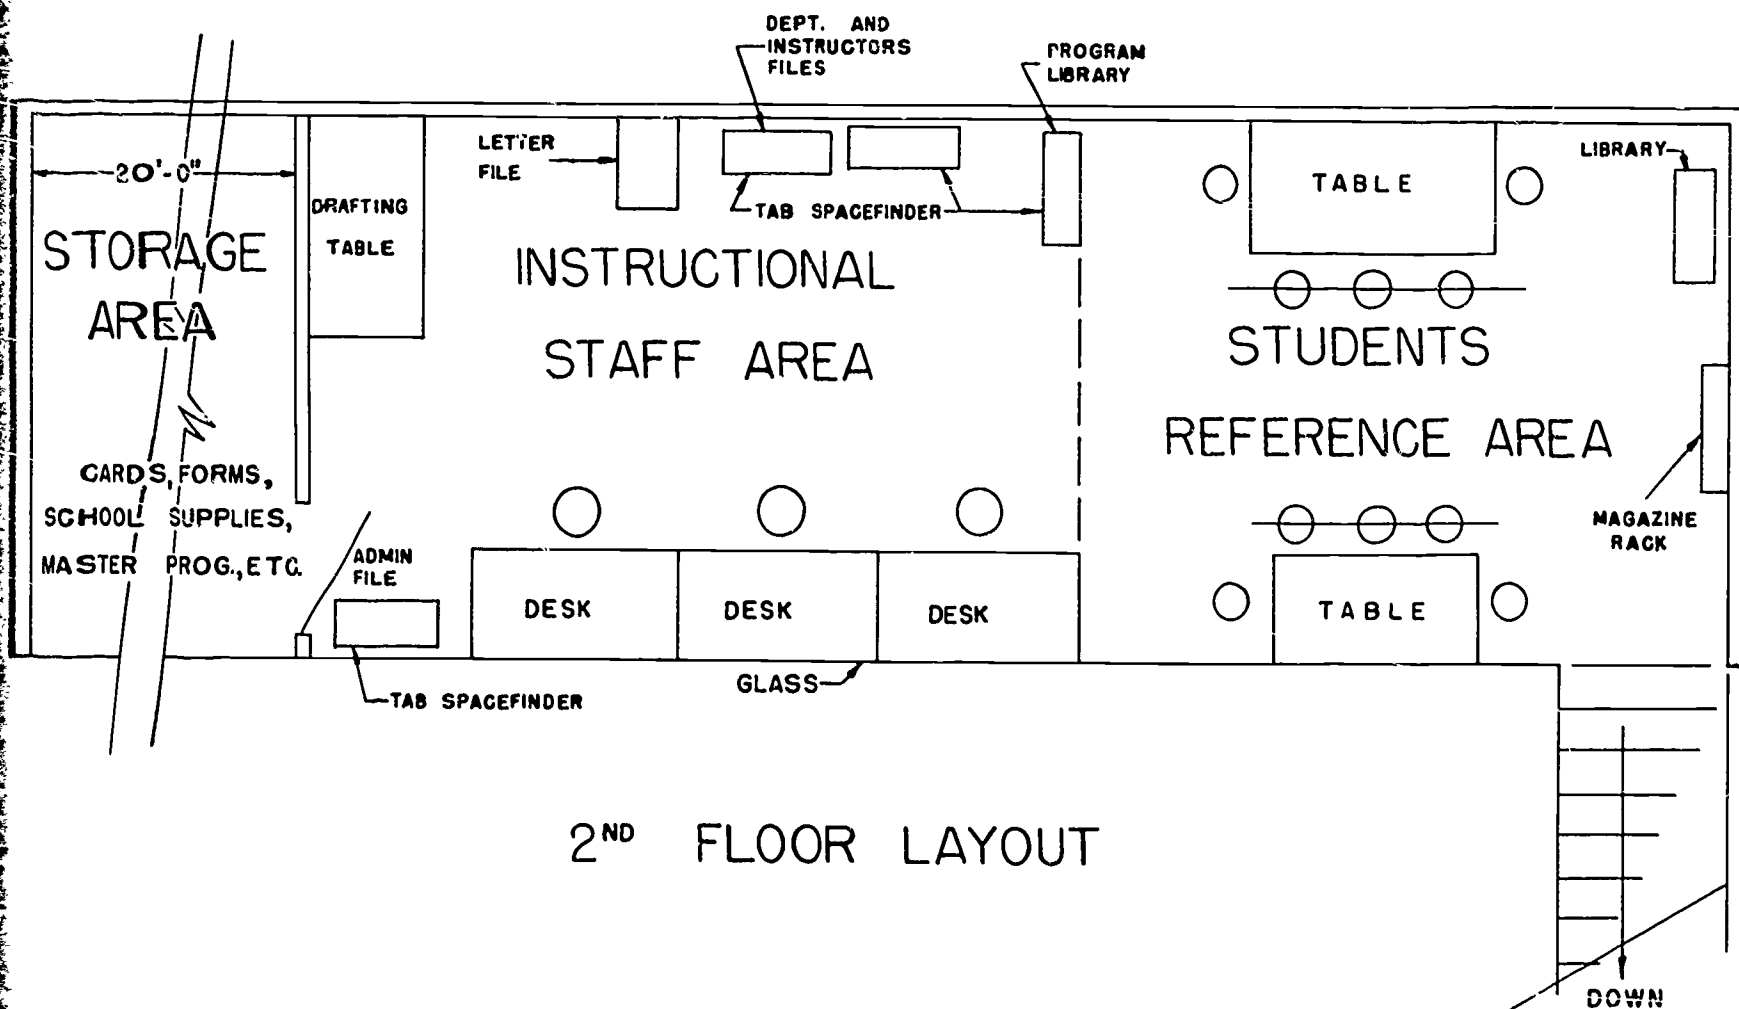 DEPT. AND
INSTRUCTORS
FILES
PROGRAM
LIBRARY
LETTER
FILE
LIBRARY
20'-0"
TABLE
DRAFTING
TABLE
TAB SPACEFINDER
STORAGE
AREA
INSTRUCTIONAL
STAFF AREA
STUDENTS
REFERENCE AREA
CARDS, FORMS,
SCHOOL SUPPLIES,
MASTER PROG., ETC.
MAGAZINE
RACK
ADMIN
FILE
DESK
DESK
DESK
TABLE
GLASS
TAB SPACEFINDER
2ND FLOOR LAYOUT
DOWN